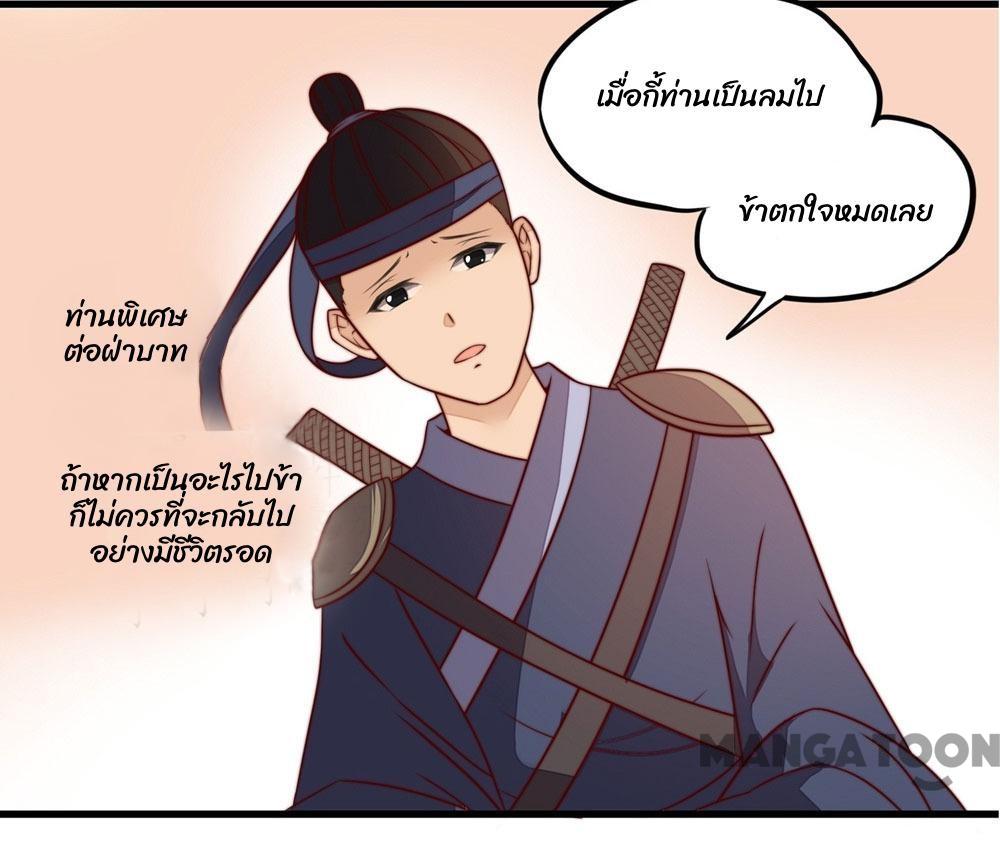 เมื่อกี้ท่านเป็นลมไป
ข้าตกใจหมดเลย
ท่านพิเศษ
ต่อฝ่าบาท
ถ้าหากเป็นอะไรไปข้า
ก็ไม่ควรที่จะกลับไป
อย่างมีชีวิตรอด
MANGATOON